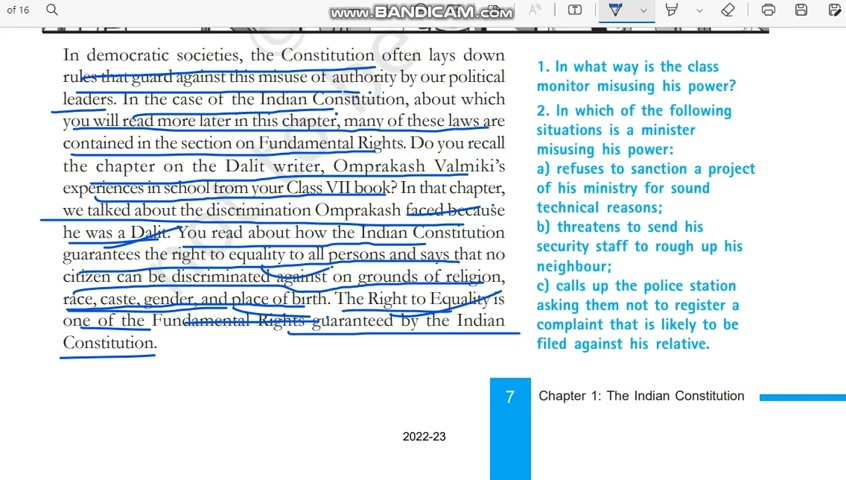 of 16
www.BANDICAM.com
In democratic societies, the Constitution often lays down
rules that guard against this misuse of authority by our political
leaders. In the case of the Indian Constitution, about which
you will read more later in this chapter, many of these laws are
contained in the section on Fundamental Rights. Do you recall
the chapter on the Dalit writer, Omprakash Valmiki's
experiences in school from your Class VII book? In that chapter,
we talked about the discrimination Omprakash faced because
he was a Dalit. You read about how the Indian Constitution
guarantees the right to equality to all persons and says that no
citizen can be discriminated against on grounds of religion,
race, caste, gender, and place of birth. The Right to Equality is
one of the Fundamental Rights guaranteed by the Indian
Constitution.
1. In what way is the class
monitor misusing his power?
2. In which of the following
situations is a minister
misusing his power:
a) refuses to sanction a project
of his ministry for sound
technical reasons;
b) threatens to send his
security staff to rough up his
neighbour;
c) calls up the police station
asking them not to register a
complaint that is likely to be
filed against his relative.
7 Chapter 1: The Indian Constitution
2022-23